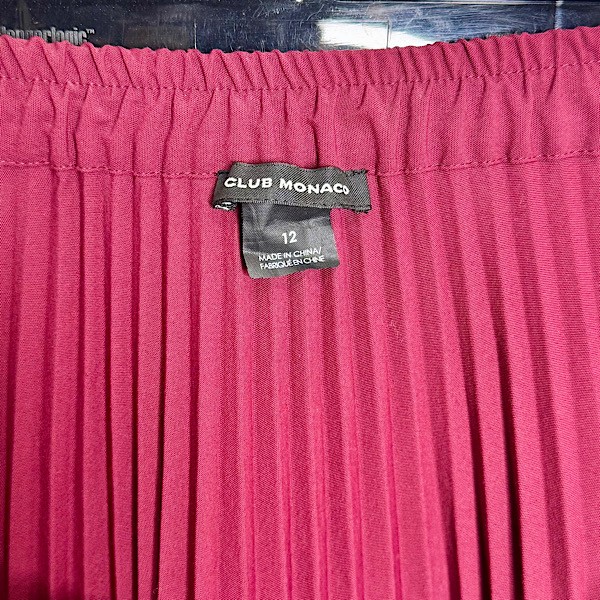 CLUB MONACO
12
MADE IN CHINA/
FABRIQUÉ EN CHINE